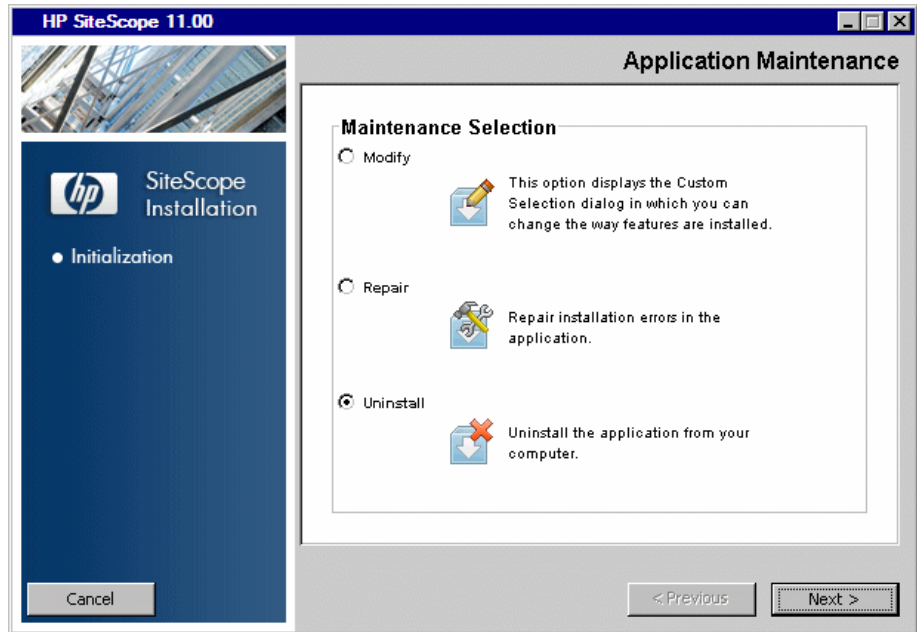 HP SiteScope 11.00
Application Maintenance
hp
SiteScope
Installation
Initialization
Maintenance Selection
Modify
This option displays the Custom
Selection dialog in which you can
change the way features are installed.
Repair
Repair installation errors in the
application.
Uninstall
Uninstall the application from your
computer.
Cancel
< Previous
Next >